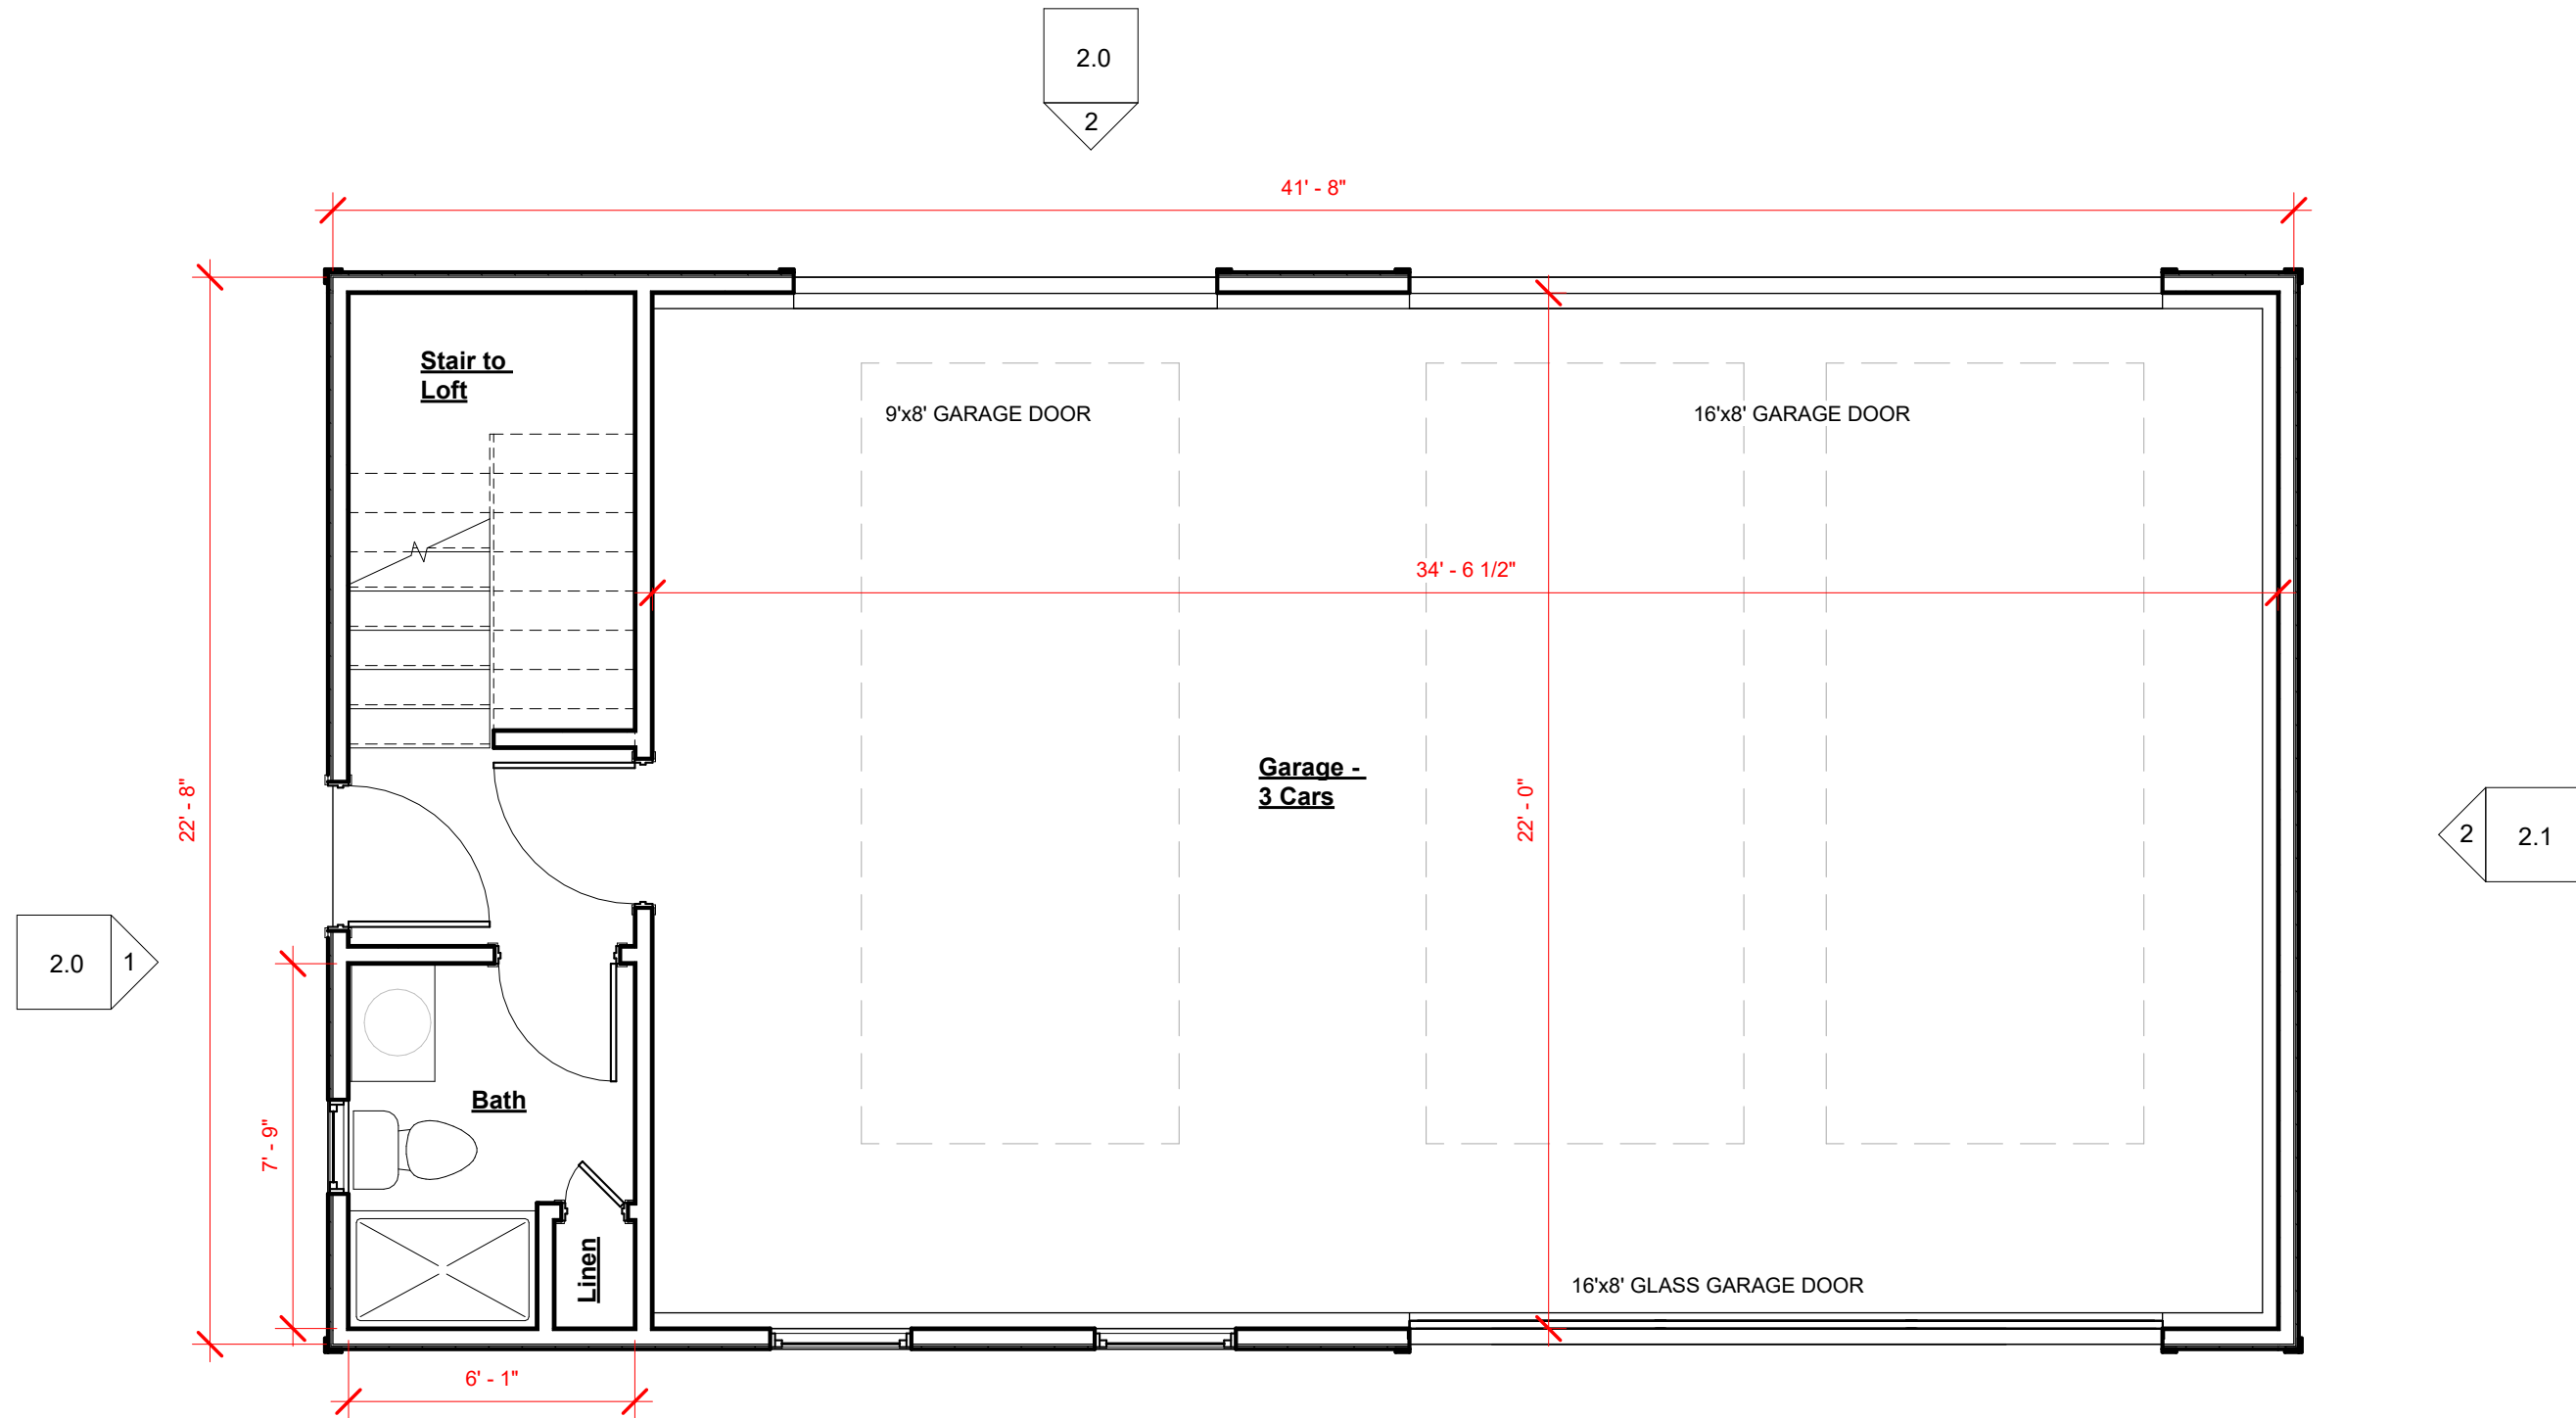 2.0
2
41' - 8"
Stair to
Loft
9'x8' GARAGE DOOR
16'x8' GARAGE DOOR
34' - 6 1/2"
Garage -
3 Cars
22' - 8"
22' - 0"
2
2.1
2.0
1
Bath
7' - 9"
Linen
16'x8' GLASS GARAGE DOOR
6' - 1"